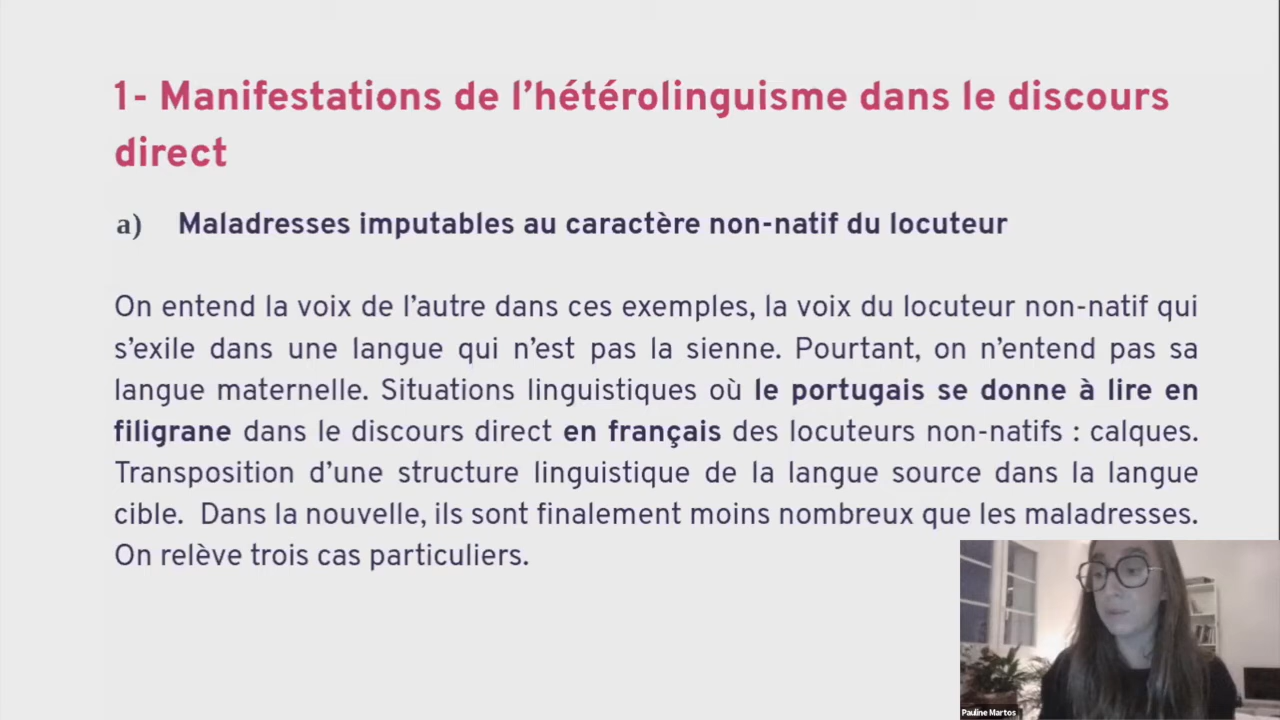 1- Manifestations de l’hétérolinguisme dans le discours
direct
a) Maladresses imputables au caractère non-natif du locuteur
On entend la voix de l’autre dans ces exemples, la voix du locuteur non-natif qui
s’exile dans une langue qui n’est pas la sienne. Pourtant, on n’entend pas sa
langue maternelle. Situations linguistiques où le portugais se donne à lire en
filigrane dans le discours direct en français des locuteurs non-natifs : calques.
Transposition d’une structure linguistique de la langue source dans la langue
cible. Dans la nouvelle, ils sont finalement moins nombreux que les maladresses.
On relève trois cas particuliers.
Pauline Martos